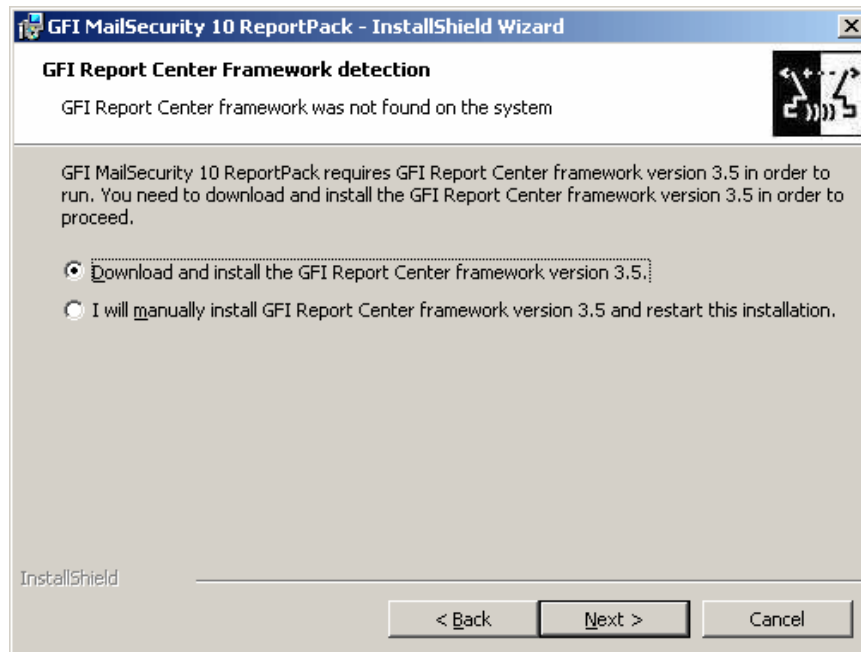 GFI MailSecurity 10 ReportPack - InstallShield Wizard
GFI Report Center Framework detection
GFI Report Center framework was not found on the system
GFI MailSecurity 10 ReportPack requires GFI Report Center framework version 3.5 in order to
run. You need to download and install the GFI Report Center framework version 3.5 in order to
proceed.
Download and install the GFI Report Center framework version 3.5.
I will manually install GFI Report Center framework version 3.5 and restart this installation.
InstallShield
< Back
Next >
Cancel